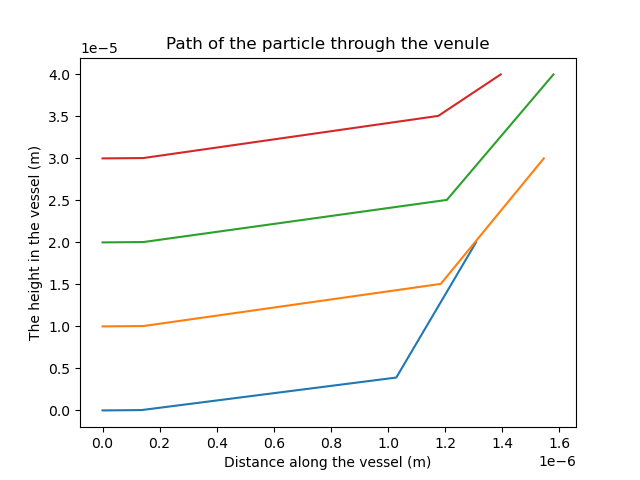 Path of the particle through the venule
1e−5
4.0
3.5
3.0
2.5
2.0
1.5
1.0
0.5
0.0
The height in the vessel (m)
0.0 0.2 0.4 0.6 0.8 1.0 1.2 1.4 1.6
Distance along the vessel (m)
1e−6